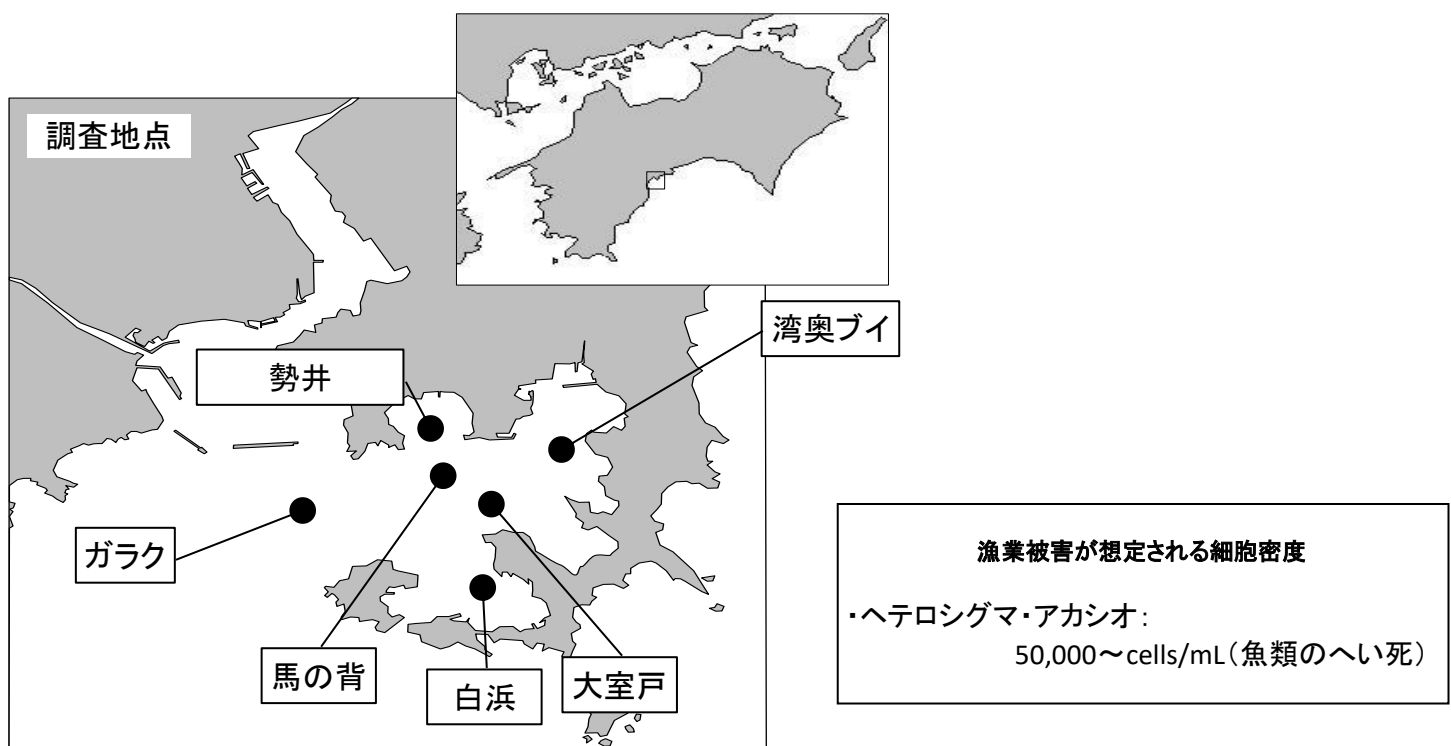 調査地点
湾奥ブイ
勢井
ガラク
馬の背
白浜
大室戸
漁業被害が想定される細胞密度
・ヘテロシグマ・アカシオ：
50,000～cells/mL（魚類のへい死）